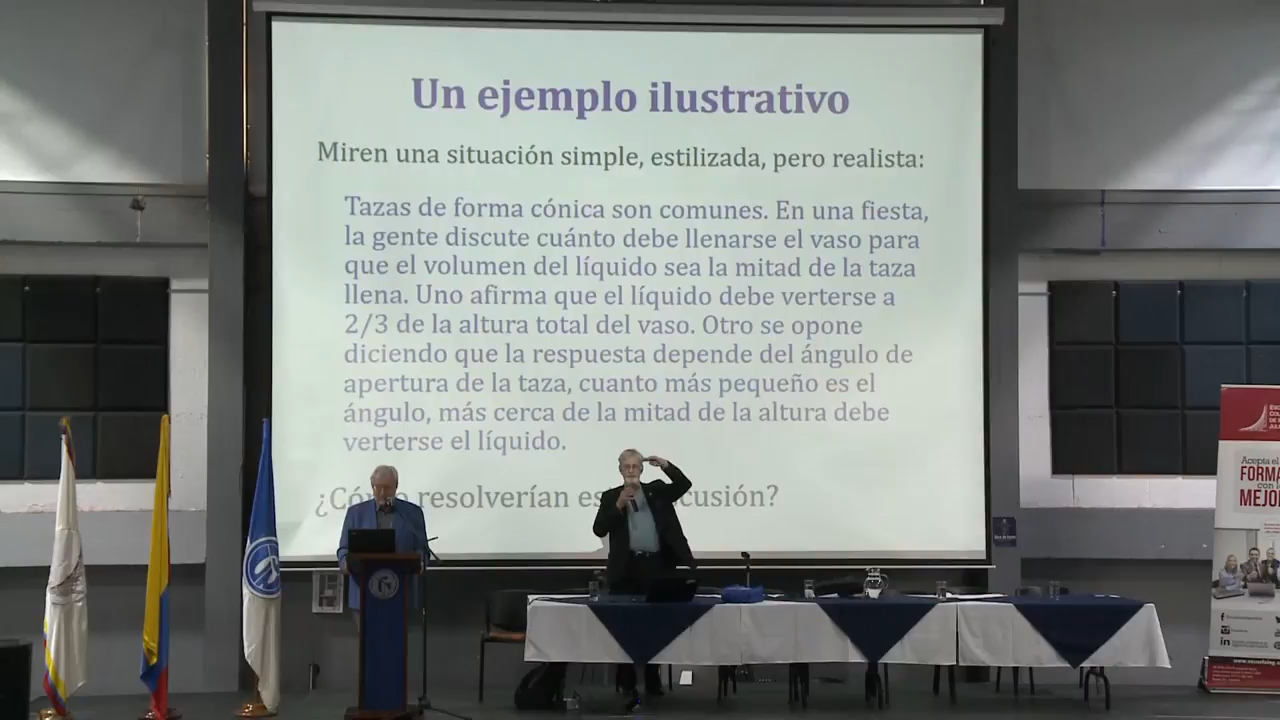 Un ejemplo ilustrativo
Miren una situación simple, estilizada, pero realista:
Tazas de forma cónica son comunes. En una fiesta,
la gente discute cuánto debe llenarse el vaso para
que el volumen del líquido sea la mitad de la taza
llena. Uno afirma que el líquido debe verterse a
2/3 de la altura total del vaso. Otro se opone
diciendo que la respuesta depende del ángulo de
apertura de la taza, cuanto más pequeño es el
ángulo, más cerca de la mitad de la altura debe
verterse el líquido.
resolverían
Acepta el
FORMA
con l
MEJO